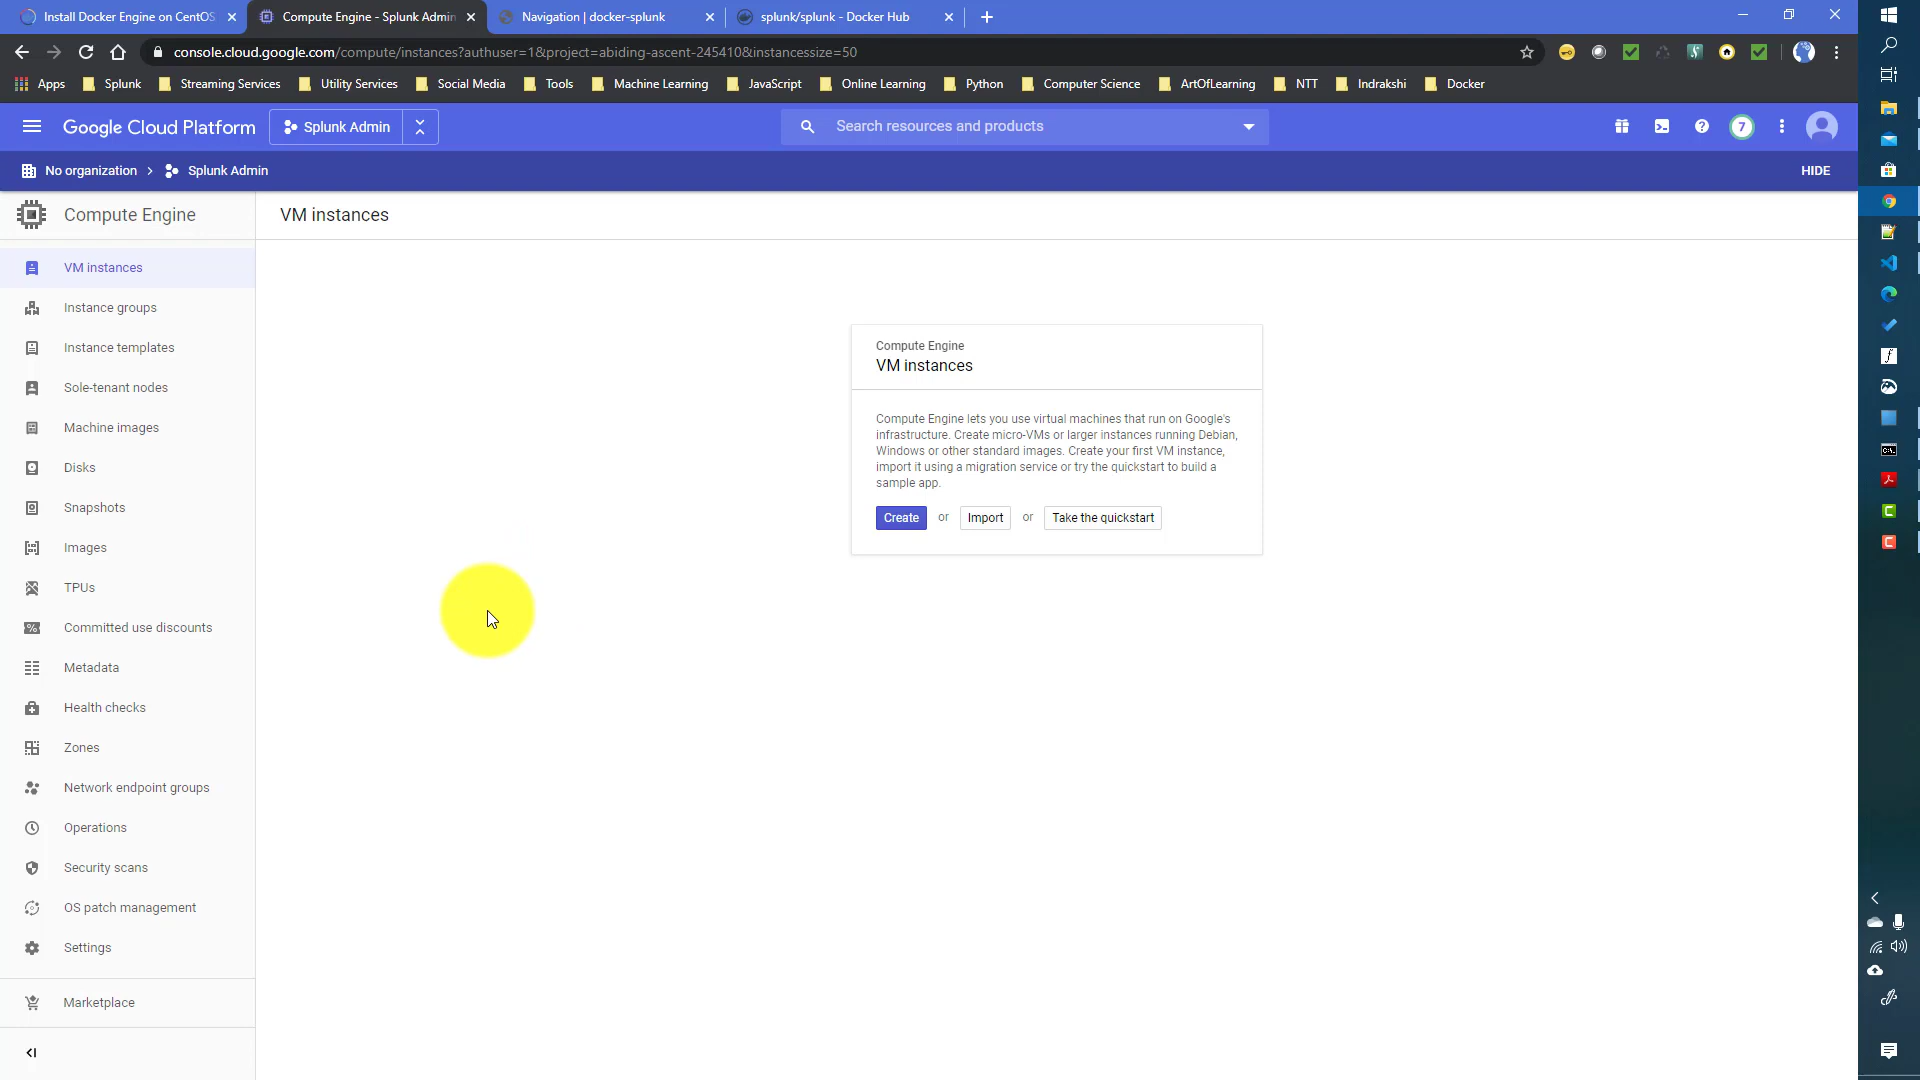 Install Docker Engine on CentOS
Compute Engine - Splunk Admin
Navigation | docker-splunk
splunk/splunk - Docker Hub
console.cloud.google.com/compute/instances?authuser=1&project=abiding-ascent-245410&instancessize=50
Apps
Splunk
Streaming Services
Utility Services
Social Media
Tools
Machine Learning
JavaScript
Online Learning
Python
Computer Science
ArtOfLearning
NTT
Indrakshi
Docker
Google Cloud Platform
Splunk Admin
Search resources and products
7
No organization
Splunk Admin
HIDE
Compute Engine
VM instances
VM instances
Instance groups
Instance templates
Sole-tenant nodes
Machine images
Disks
Snapshots
Images
TPUs
Committed use discounts
Metadata
Health checks
Zones
Network endpoint groups
Operations
Security scans
OS patch management
Settings
Marketplace
Compute Engine
VM instances
Compute Engine lets you use virtual machines that run on Google's
infrastructure. Create micro-VMs or larger instances running Debian,
Windows or other standard images. Create your first VM instance,
import it using a migration service or try the quickstart to build a
sample app.
Create or Import or Take the quickstart